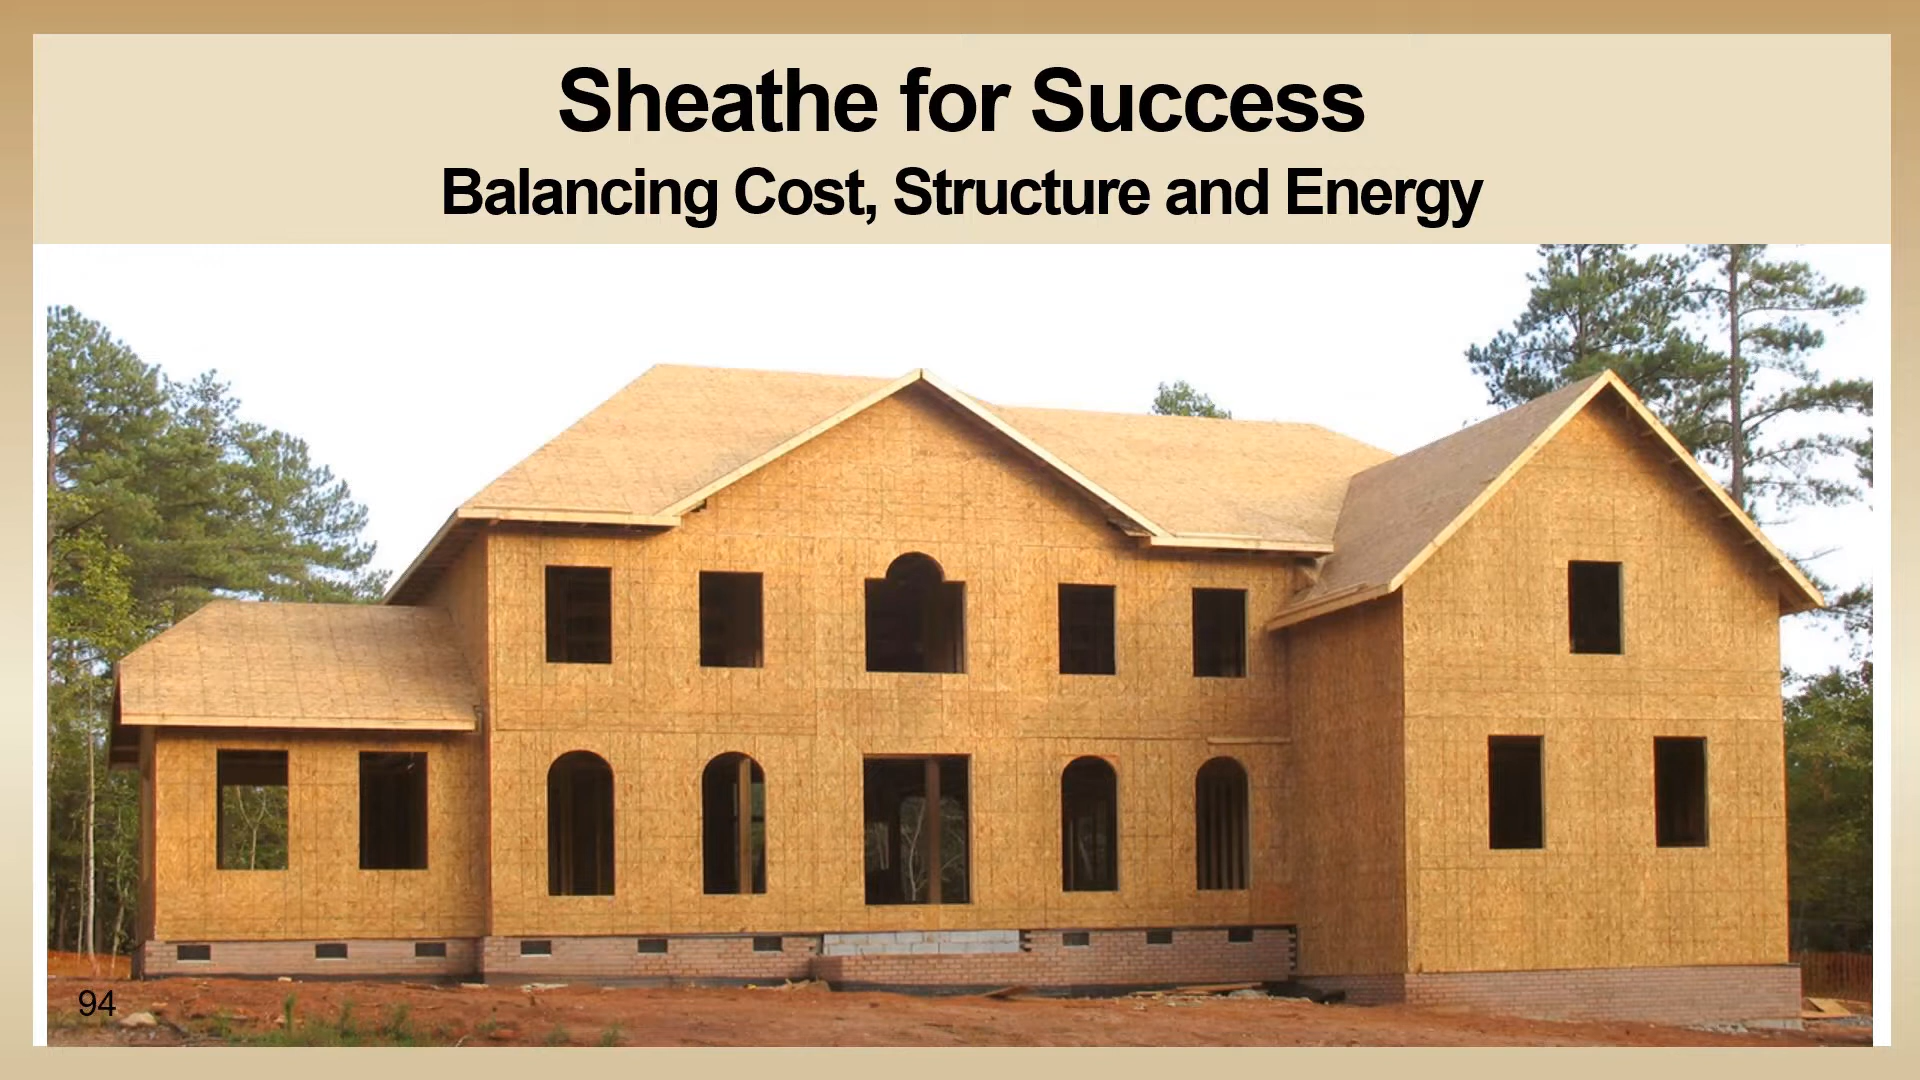 Sheathe for Success
Balancing Cost, Structure and Energy
94